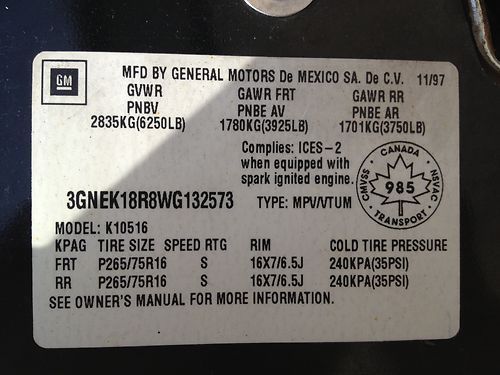 GM
MFD BY GENERAL MOTORS De MEXICO SA. De C.V. 11/97
GVWR GAWR FRT GAWR RR
PNBV PNBE AV PNBE AR
2835KG(6250LB) 1780KG(3925LB) 1701KG(3750LB)
Complies: ICES-2
when equipped with
spark ignited engine.
CANADA
CMVSS 985 NSVAC
TRANSPORT
3GNEK18R8WG132573 TYPE: MPV/VTUM
MODEL: K10516
KPAG TIRE SIZE SPEED RTG RIM COLD TIRE PRESSURE
FRT P265/75R16 S 16X7/6.5J 240KPA(35PSI)
RR P265/75R16 S 16X7/6.5J 240KPA(35PSI)
SEE OWNER'S MANUAL FOR MORE INFORMATION.